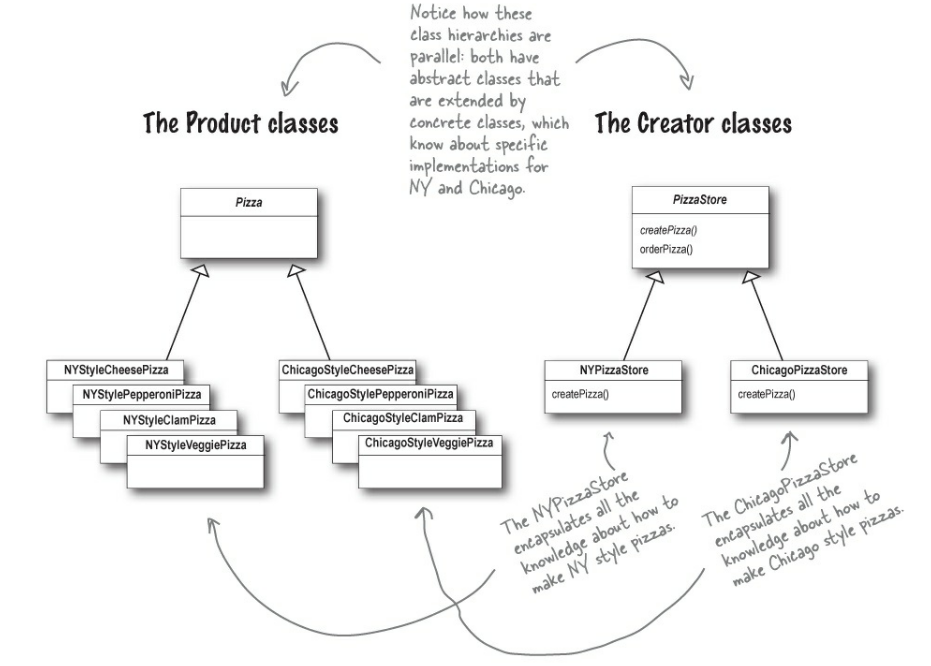 Notice how these
class hierarchies are
parallel: both have
abstract classes that
are extended by
concrete classes, which
know about specific
implementations for
NY and Chicago.
The Product classes
The Creator classes
Pizza
PizzaStore
createPizza()
orderPizza()
NYStyleCheesePizza
NYStylePepperoniPizza
NYStyleClamPizza
NYStyleVeggiePizza
ChicagoStyleCheesePizza
ChicagoStylePepperoniPizza
ChicagoStyleClamPizza
ChicagoStyleVeggiePizza
NYPizzaStore
createPizza()
ChicagoPizzaStore
createPizza()
The NYPizzaStore
encapsulates all the
knowledge about how to
make NY style pizzas.
The ChicagoPizzaStore
encapsulates all the
knowledge about how to
make Chicago style pizzas.